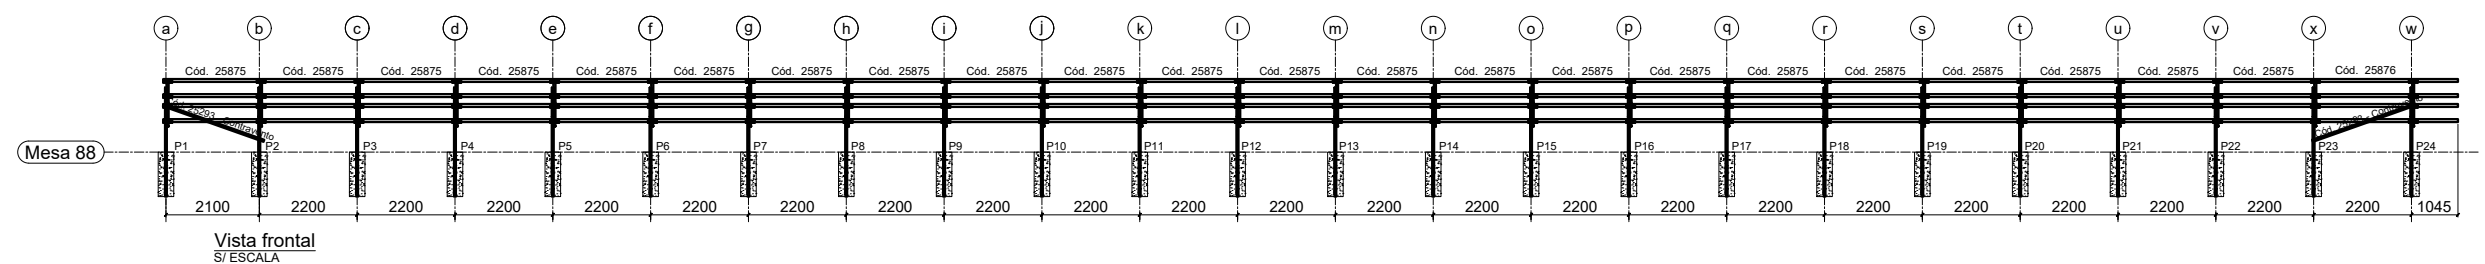 a b c d e f g h i j k l m n o p q r s t u v x w
Cód. 25875 Cód. 25875 Cód. 25875 Cód. 25875 Cód. 25875 Cód. 25875 Cód. 25875 Cód. 25875 Cód. 25875 Cód. 25875 Cód. 25875 Cód. 25875 Cód. 25875 Cód. 25875 Cód. 25875 Cód. 25875 Cód. 25875 Cód. 25875 Cód. 25875 Cód. 25875 Cód. 25875 Cód. 25875 Cód. 25876
Cód. 25293 - Contravento
Cód. 25293 - Contravento
Mesa 88
P1 P2 P3 P4 P5 P6 P7 P8 P9 P10 P11 P12 P13 P14 P15 P16 P17 P18 P19 P20 P21 P22 P23 P24
2100 2200 2200 2200 2200 2200 2200 2200 2200 2200 2200 2200 2200 2200 2200 2200 2200 2200 2200 2200 2200 2200 2200 1045
Vista frontal
S/ ESCALA